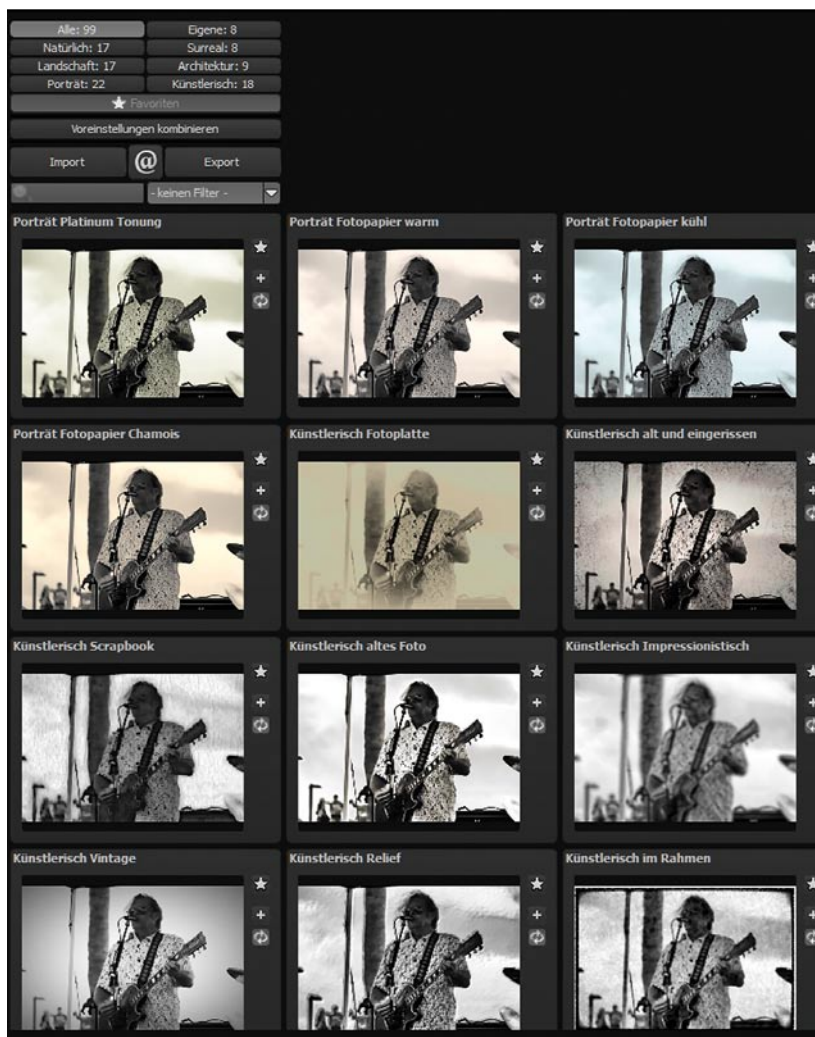 Alle: 99 Eigene: 8
Natürlich: 17 Surreal: 8
Landschaft: 17 Architektur: 9
Porträt: 22 Künstlerisch: 18
Favoriten
Voreinstellungen kombinieren
Import @ Export
- keinen Filter -
Porträt Platinum Tonung Porträt Fotopapier warm Porträt Fotopapier kühl
Porträt Fotopapier Chamois Künstlerisch Fotoplatte Künstlerisch alt und eingerissen
Künstlerisch Scrapbook Künstlerisch altes Foto Künstlerisch Impressionistisch
Künstlerisch Vintage Künstlerisch Relief Künstlerisch im Rahmen